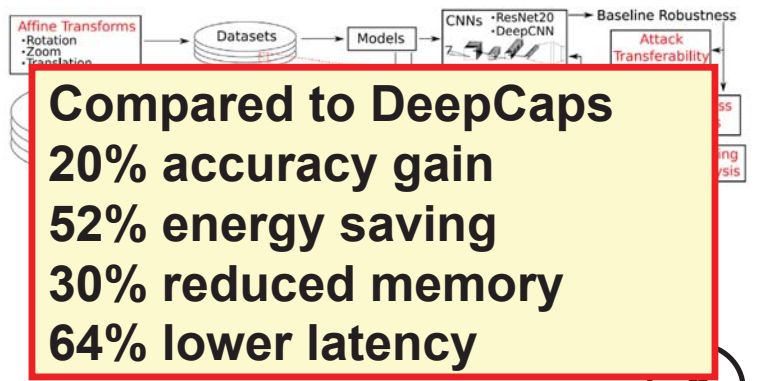 Affine Transforms
•Rotation
•Zoom
•Translation
Datasets
Models
CNNs •ResNet20
•DeepCNN
Baseline Robustness
Attack
Transferability
Compared to DeepCaps
20% accuracy gain
52% energy saving
30% reduced memory
64% lower latency